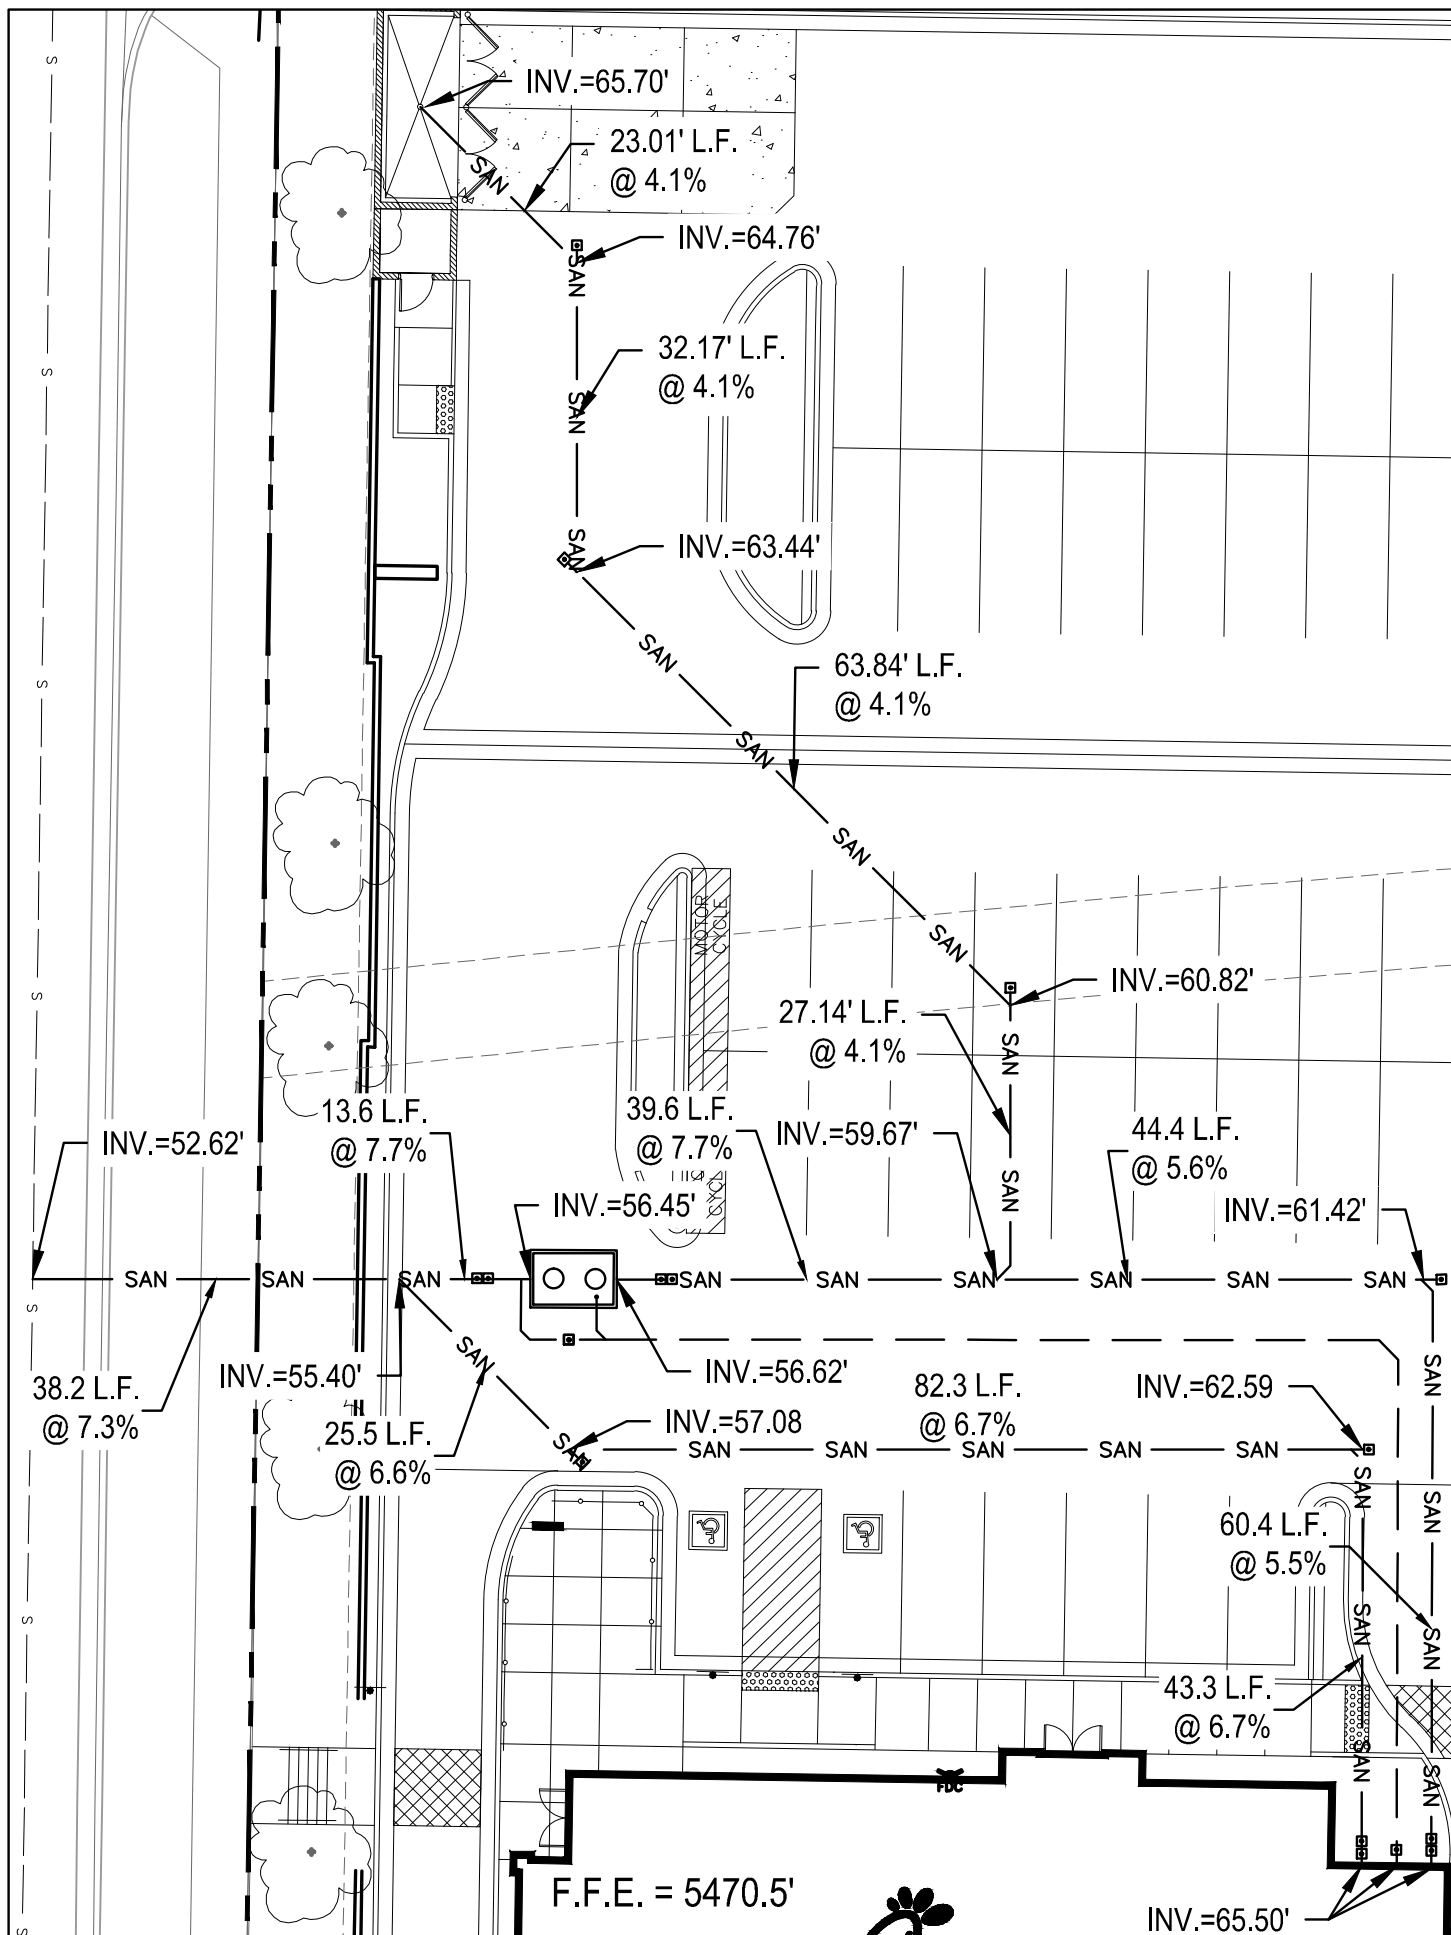 INV.=65.70'
23.01' L.F.
@ 4.1%
SAN
INV.=64.76'
SAN
32.17' L.F.
@ 4.1%
SAN
SAN
INV.=63.44'
SAN
63.84' L.F.
@ 4.1%
SAN
SAN
MOTOR
CYCLE
SAN
INV.=60.82'
27.14' L.F.
@ 4.1%
SAN
13.6 L.F.
@ 7.7%
39.6 L.F.
@ 7.7%
INV.=59.67'
44.4 L.F.
@ 5.6%
INV.=52.62'
SAN
CYCLE
INV.=56.45'
INV.=61.42'
SAN SAN SAN SAN SAN SAN SAN SAN SAN
38.2 L.F.
@ 7.3%
INV.=55.40'
SAN
INV.=56.62'
82.3 L.F.
@ 6.7%
INV.=62.59
SAN
25.5 L.F.
@ 6.6%
INV.=57.08
SAN
SAN SAN SAN SAN SAN
SAN
SAN
60.4 L.F.
@ 5.5%
SAN
SAN
43.3 L.F.
@ 6.7%
SAN
SAN
FDC
F.F.E. = 5470.5'
INV.=65.50'
S
S
S
S
S
S
S